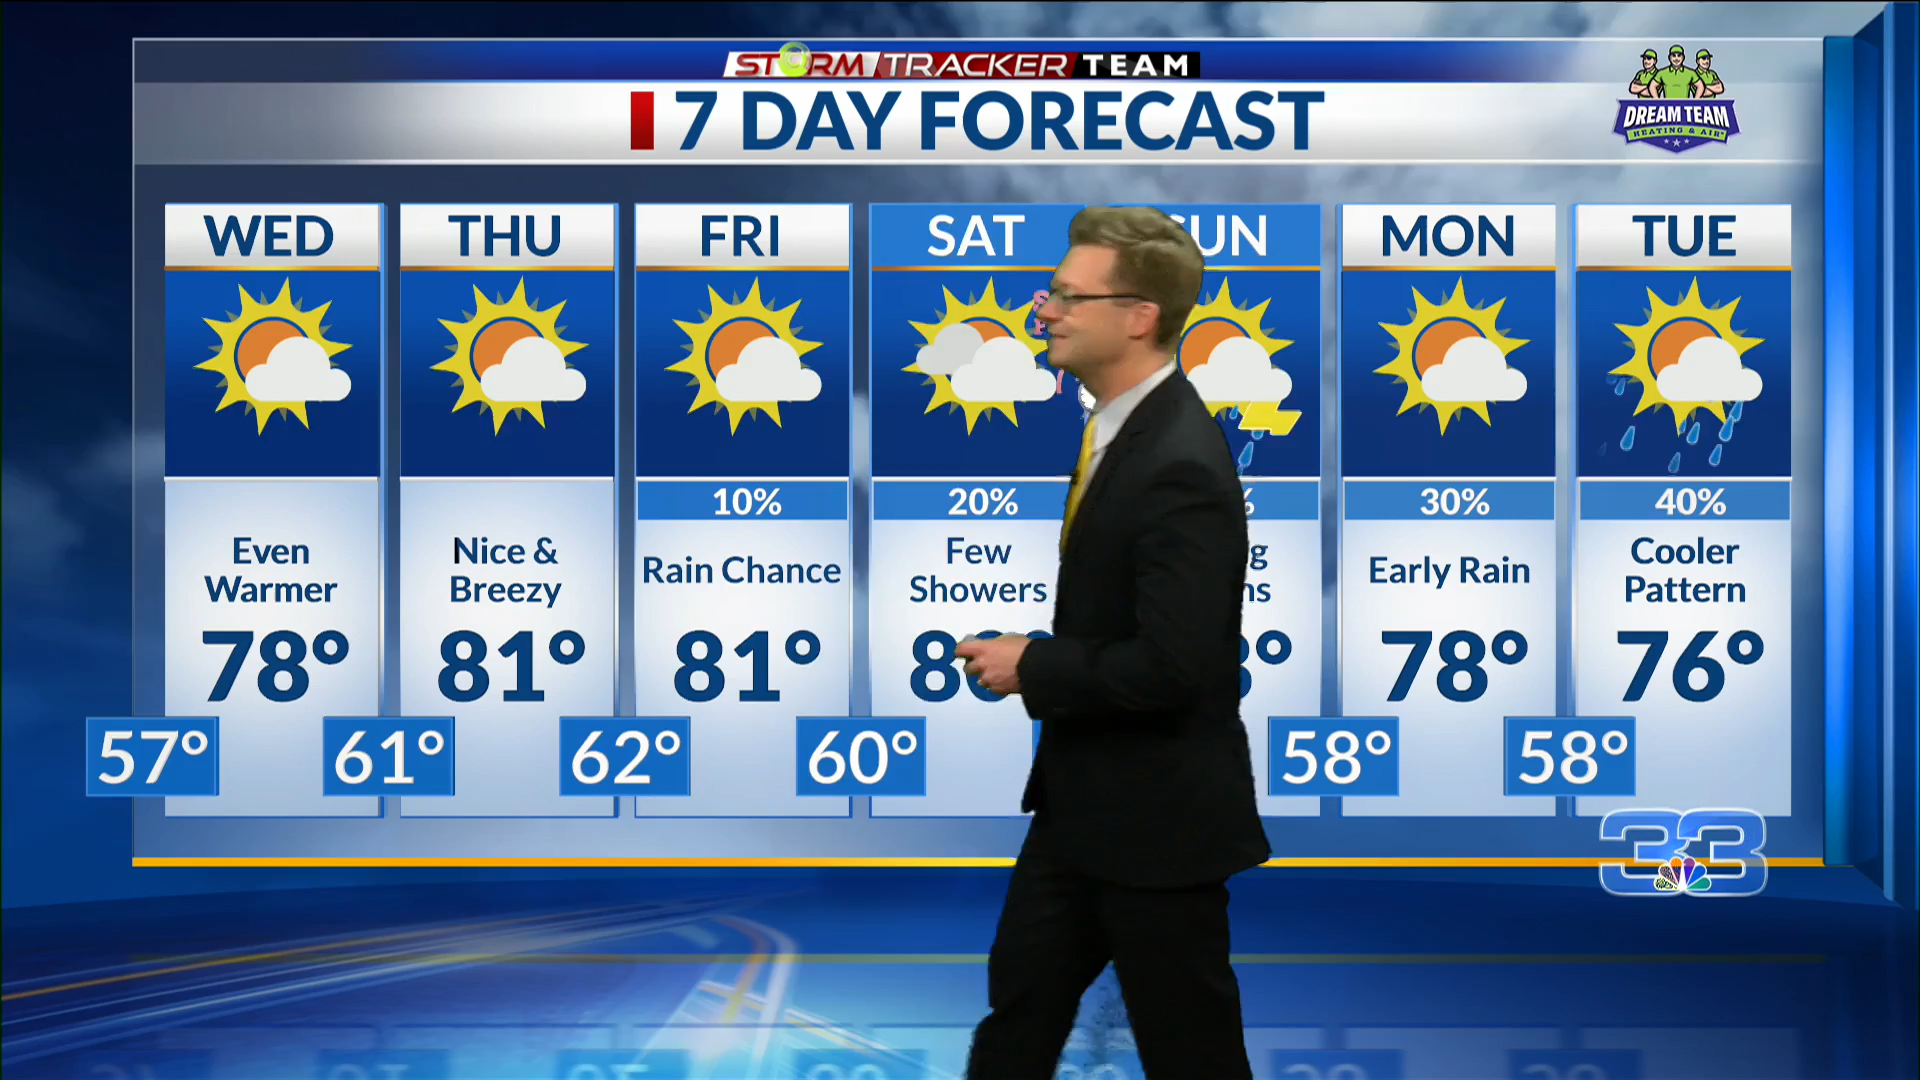 STORM TRACKER TEAM
7 DAY FORECAST
DREAM TEAM
HEATING & AIR
WED
THU
FRI
SAT
SUN
MON
TUE
10%
20%
30%
40%
Even
Warmer
Nice &
Breezy
Rain Chance
Few
Showers
Early Rain
Cooler
Pattern
78°
81°
81°
78°
76°
57°
61°
62°
60°
58°
58°
33